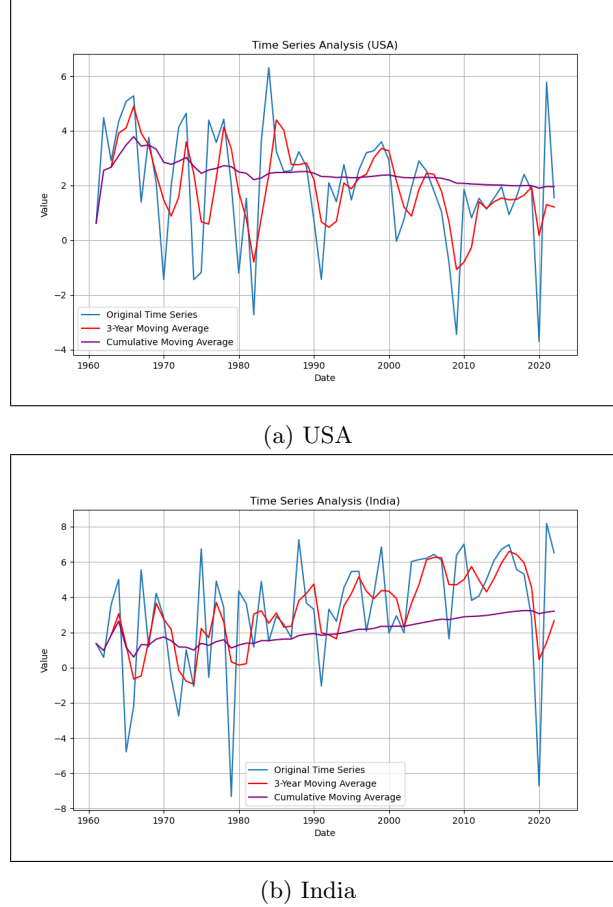 Time Series Analysis (USA)
6
4
2
0
−2
−4
Value
Original Time Series
3-Year Moving Average
Cumulative Moving Average
1960 1970 1980 1990 2000 2010 2020
Date
(a) USA
Time Series Analysis (India)
8
6
4
2
0
−2
−4
−6
−8
Value
Original Time Series
3-Year Moving Average
Cumulative Moving Average
1960 1970 1980 1990 2000 2010 2020
Date
(b) India